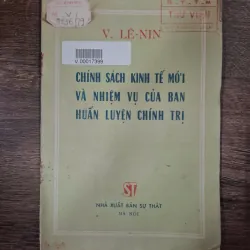 V. LÊ-NIN
V.00017999
CHÍNH SÁCH KINH TẾ MỚI
VÀ NHIỆM VỤ CỦA BAN
HUẤN LUYỆN CHÍNH TRỊ
NHÀ XUẤT BẢN SỰ THẬT
HÀ NỘI